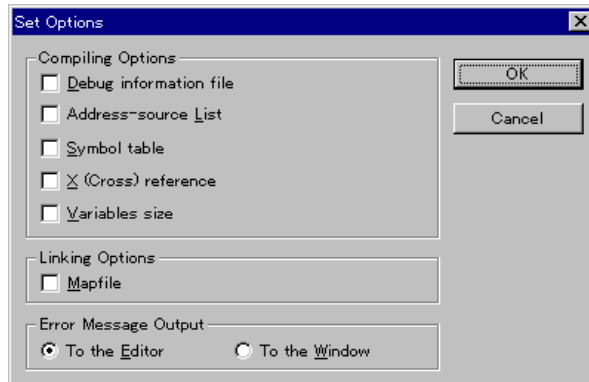 Set Options
Compiling Options
Debug information file
Address-source List
Symbol table
X (Cross) reference
Variables size
OK
Cancel
Linking Options
Mapfile
Error Message Output
To the Editor To the Window